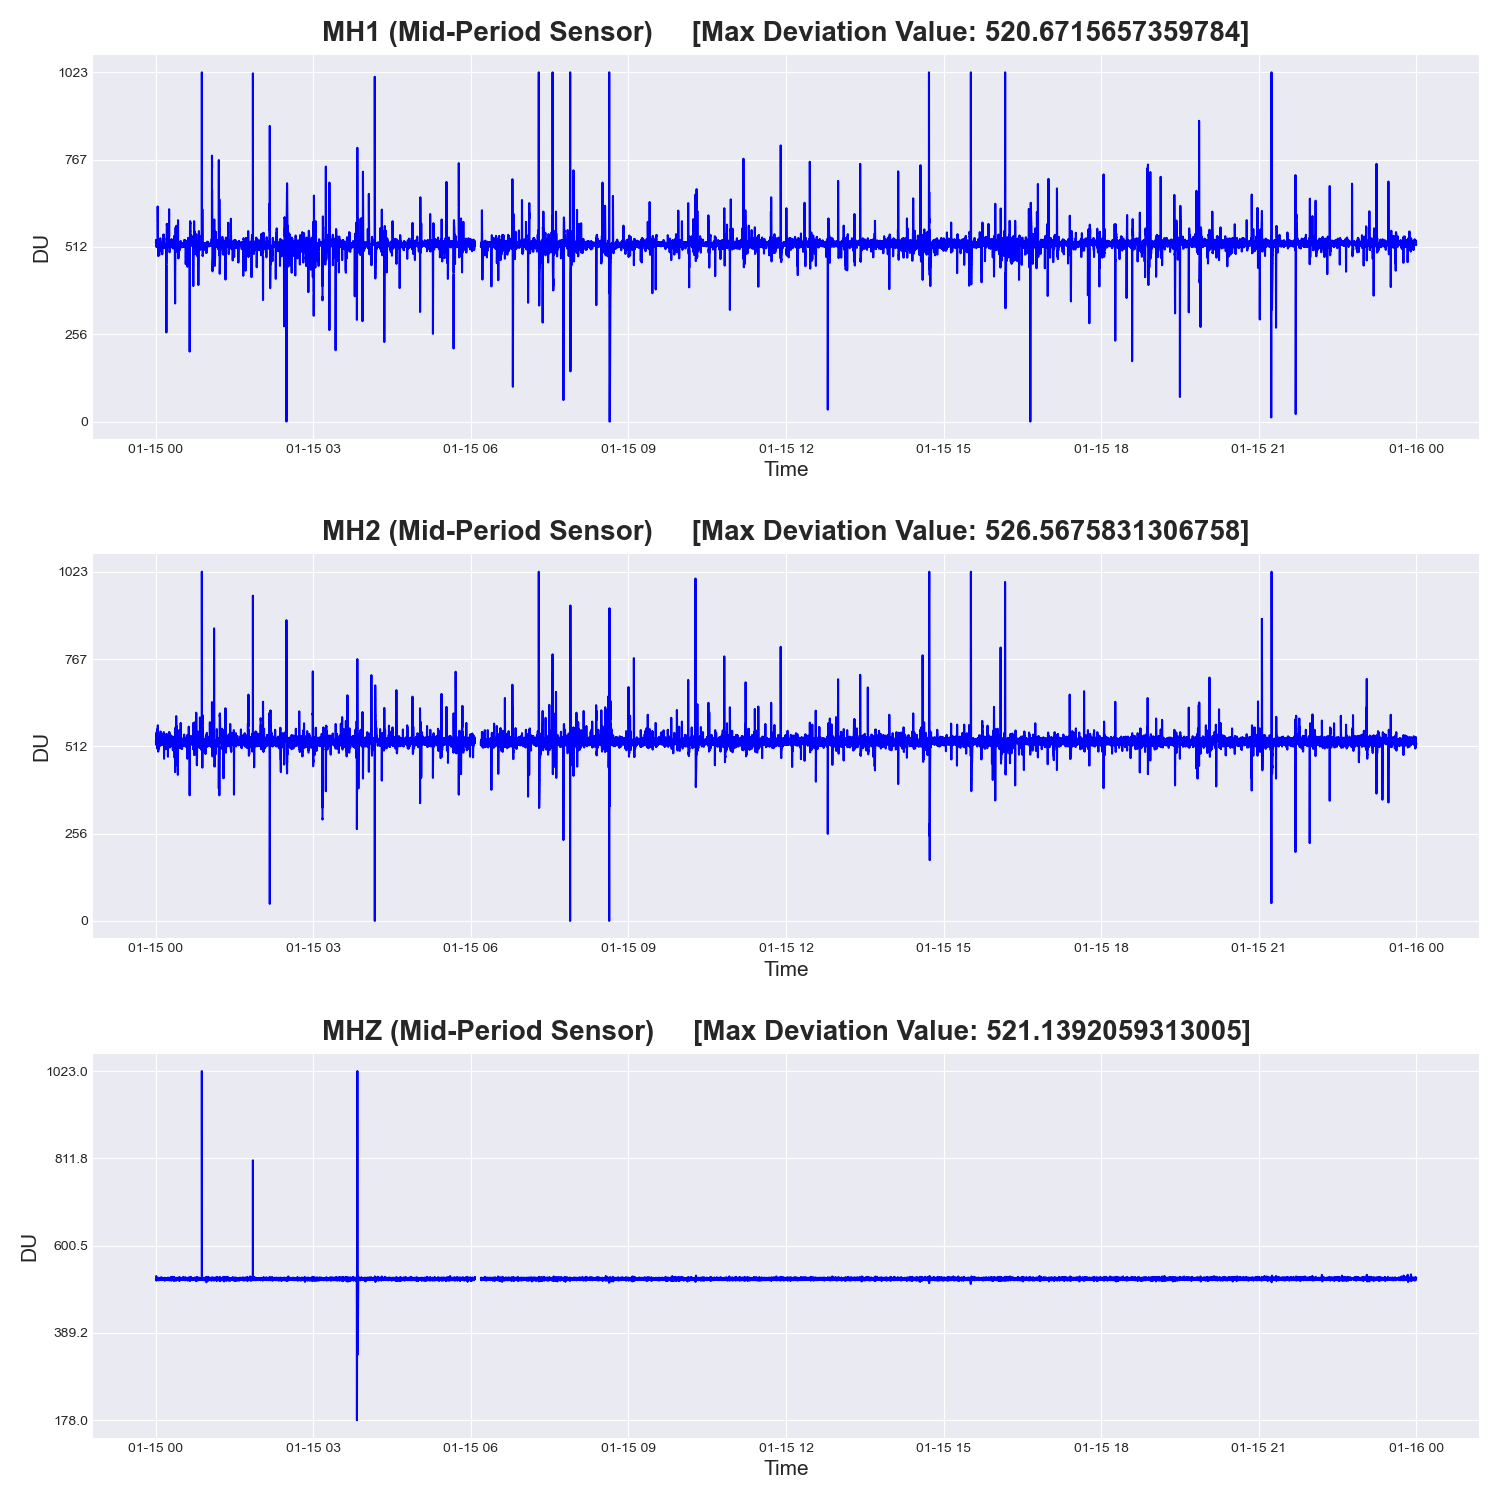 MH1 (Mid-Period Sensor) [Max Deviation Value: 520.6715657359784]
1023
767
512
256
0
DU
01-15 00 01-15 03 01-15 06 01-15 09 01-15 12 01-15 15 01-15 18 01-15 21 01-16 00
Time
MH2 (Mid-Period Sensor) [Max Deviation Value: 526.5675831306758]
1023
767
512
256
0
DU
01-15 00 01-15 03 01-15 06 01-15 09 01-15 12 01-15 15 01-15 18 01-15 21 01-16 00
Time
MHZ (Mid-Period Sensor) [Max Deviation Value: 521.1392059313005]
1023.0
811.8
600.5
389.2
178.0
DU
01-15 00 01-15 03 01-15 06 01-15 09 01-15 12 01-15 15 01-15 18 01-15 21 01-16 00
Time